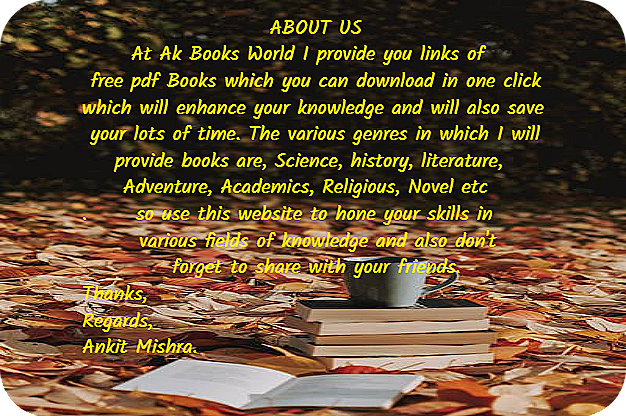 ABOUT US
At Ak Books World I provide you links of
free pdf Books which you can download in one click
which will enhance your knowledge and will also save
your lots of time. The various genres in which I will
provide books are, Science, history, literature,
Adventure, Academics, Religious, Novel etc
. so use this website to hone your skills in
various fields of knowledge and also don't
forget to share with your friends.
Thanks,
Regards,
Ankit Mishra.